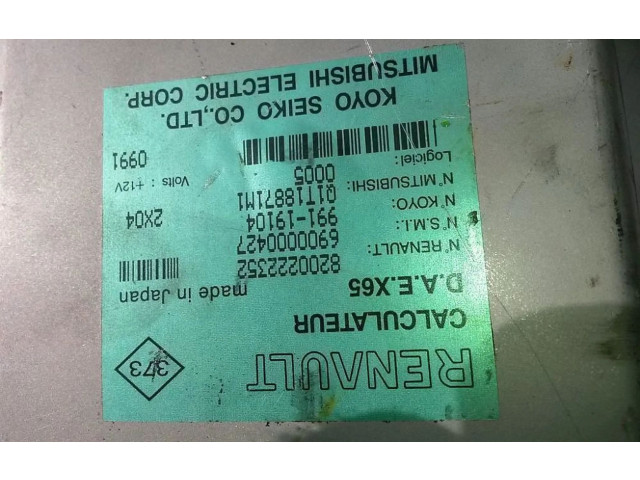 RENAULT
373
CALCULATEUR
D.A.E.X65
made in Japan
N° RENAULT: 8200222352
N° S.M.I.: 6900000427
N° KOYO: 991-19104
2X04
N° MITSUBISHI: Q1T18871M1
Logiciel: 0005
Volts : +12V
0991
KOYO SEIKO CO.,LTD.
MITSUBISHI ELECTRIC CORP.